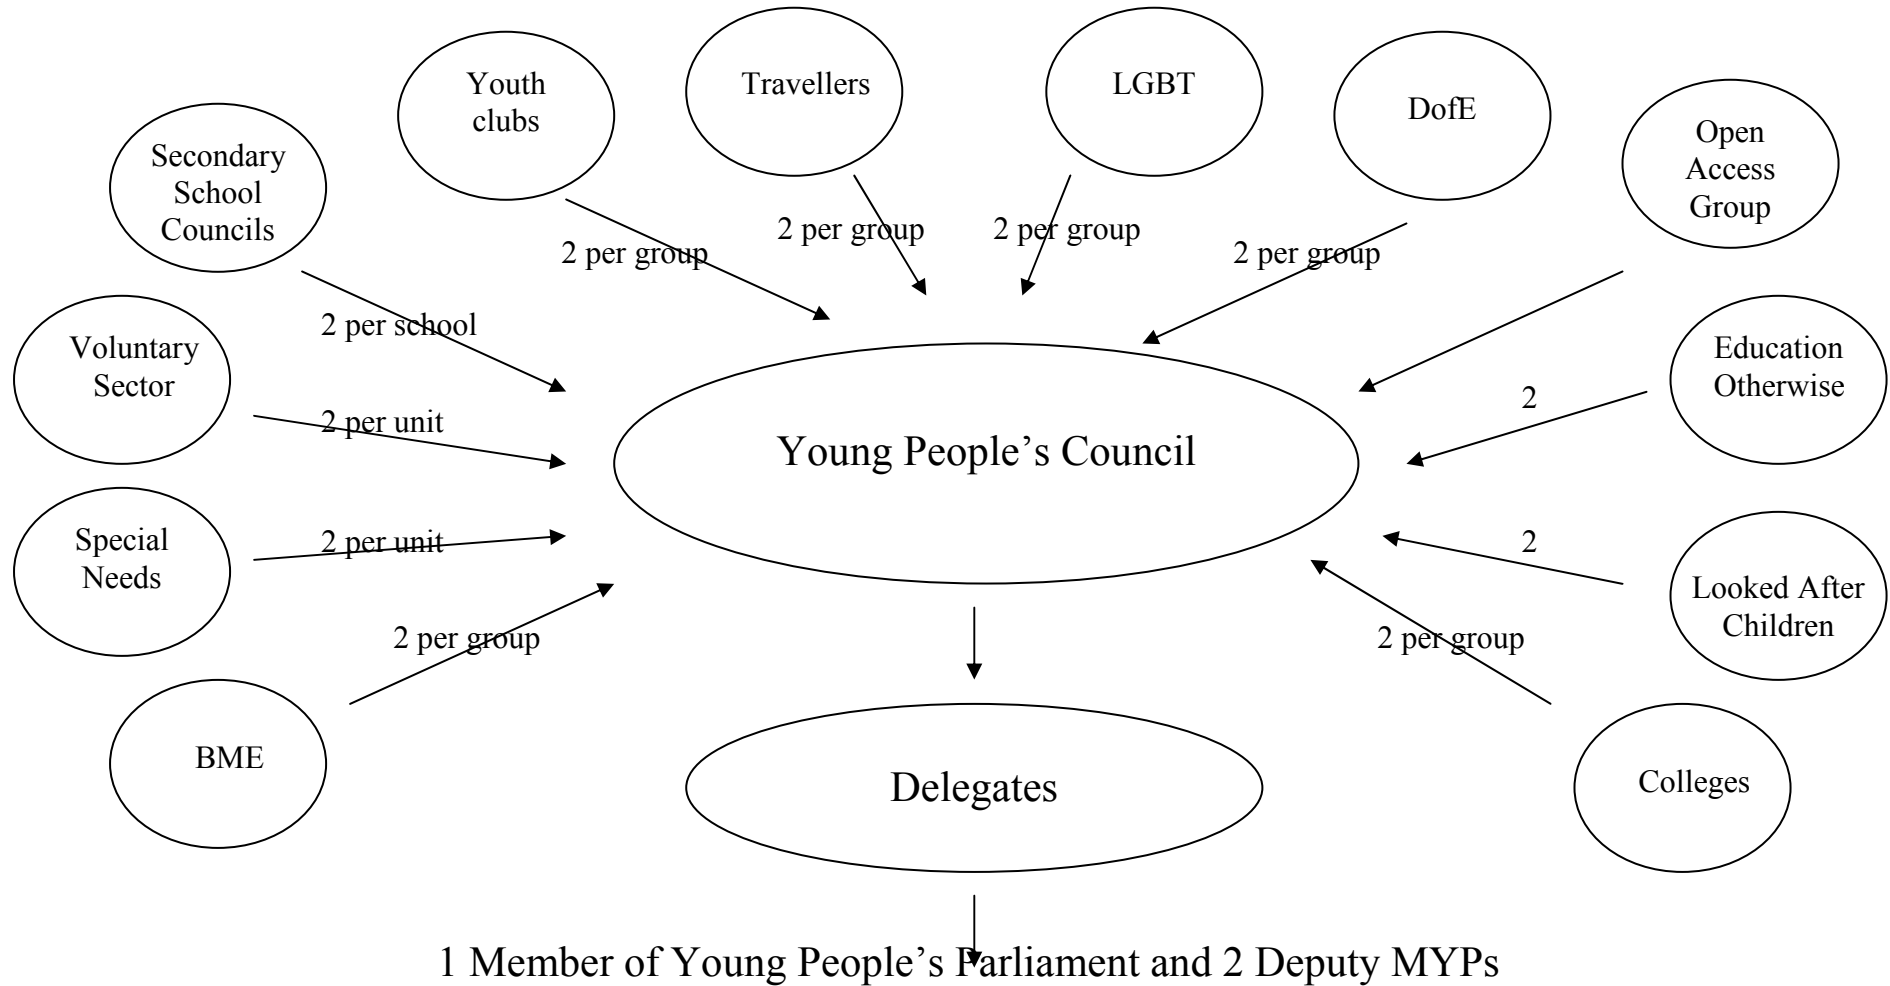 Youth
clubs
Travellers
LGBT
DofE
Open
Access
Group
Secondary
School
Councils
2 per group
2 per group
2 per group
2 per group
2 per school
Voluntary
Sector
Education
Otherwise
2 per unit
2
Young People’s Council
Special
Needs
2 per unit
2
Looked After
Children
2 per group
2 per group
BME
Delegates
Colleges
1 Member of Young People’s Parliament and 2 Deputy MYPs